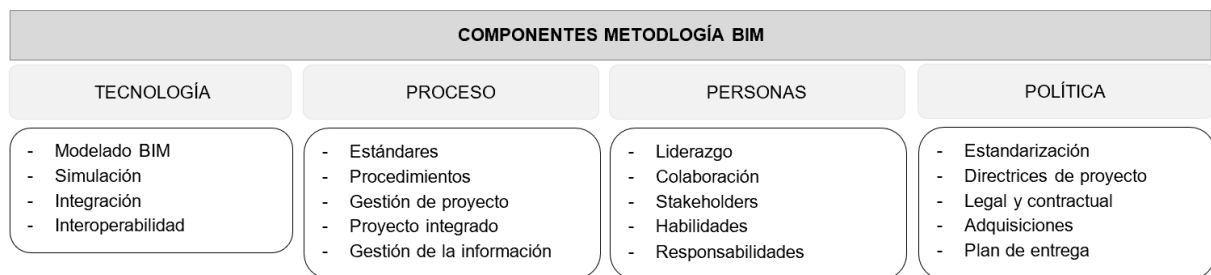 COMPONENTES METODLOGÍA BIM
TECNOLOGÍA
- Modelado BIM
- Simulación
- Integración
- Interoperabilidad
PROCESO
- Estándares
- Procedimientos
- Gestión de proyecto
- Proyecto integrado
- Gestión de la información
PERSONAS
- Liderazgo
- Colaboración
- Stakeholders
- Habilidades
- Responsabilidades
POLÍTICA
- Estandarización
- Directrices de proyecto
- Legal y contractual
- Adquisiciones
- Plan de entrega